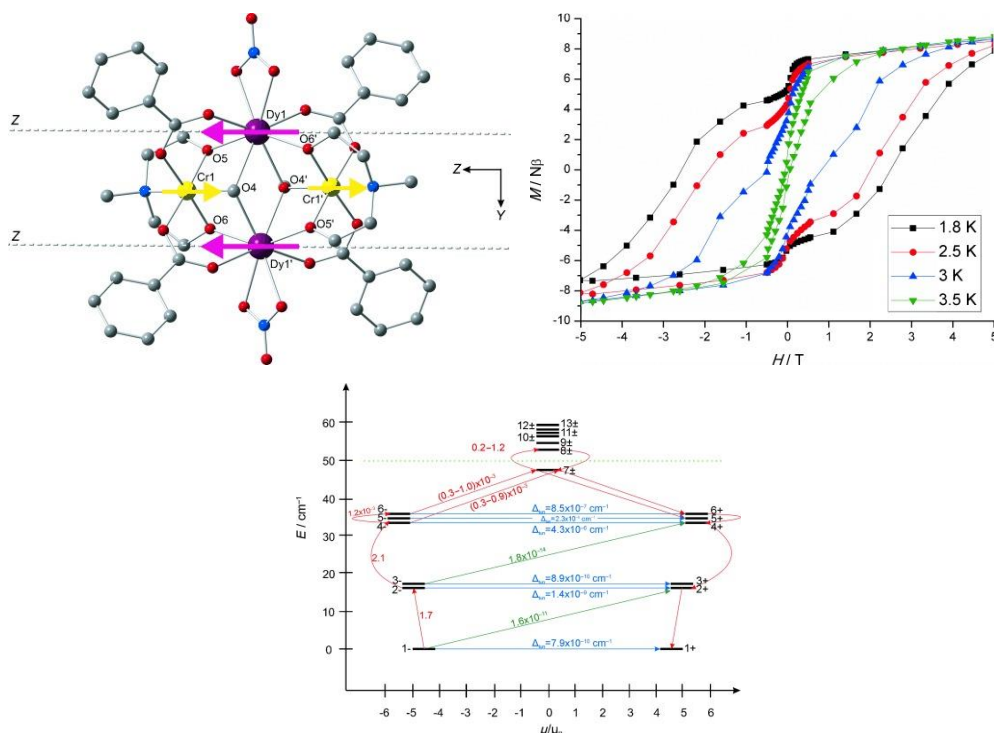 Z
Dy1
O6'
O5
Cr1
O4
O4'
Cr1'
O6
O5'
Z
Dy1'
Z
Y
M / Nβ
10
8
6
4
2
0
-2
-4
-6
-8
-10
1.8 K
2.5 K
3 K
3.5 K
-5 -4 -3 -2 -1 0 1 2 3 4 5
H / T
E / cm⁻¹
60
50
40
30
20
10
0
12± 13±
11±
10±
9±
8±
7±
0.2−1.2
(0.3−1.0)x10⁻³
(0.3−0.9)x10⁻³
1.2x10⁻³
6- 6+
5- 5+
4- 4+
Δtun=8.5x10⁻⁷ cm⁻¹
Δtun=4.3x10⁻⁸ cm⁻¹
2.1
1.8x10⁻¹⁴
3- 3+
2- 2+
Δtun=8.9x10⁻¹⁰ cm⁻¹
Δtun=1.4x10⁻⁹ cm⁻¹
1.7
1.6x10⁻¹¹
1- 1+
Δtun=7.9x10⁻¹⁰ cm⁻¹
-6 -5 -4 -3 -2 -1 0 1 2 3 4 5 6